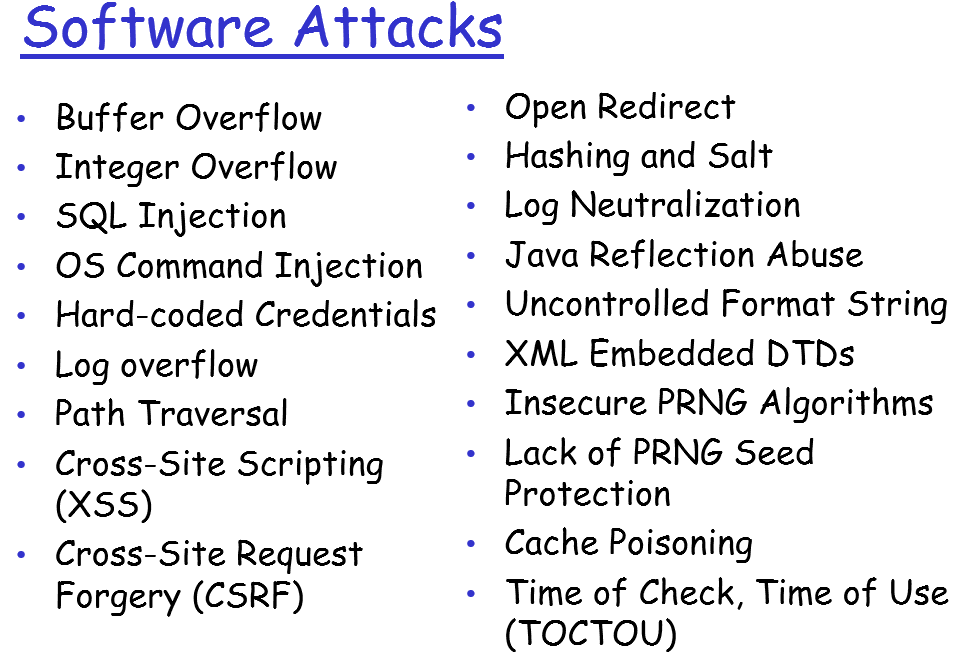 Software Attacks
• Buffer Overflow
• Integer Overflow
• SQL Injection
• OS Command Injection
• Hard-coded Credentials
• Log overflow
• Path Traversal
• Cross-Site Scripting
(XSS)
• Cross-Site Request
Forgery (CSRF)
• Open Redirect
• Hashing and Salt
• Log Neutralization
• Java Reflection Abuse
• Uncontrolled Format String
• XML Embedded DTDs
• Insecure PRNG Algorithms
• Lack of PRNG Seed
Protection
• Cache Poisoning
• Time of Check, Time of Use
(TOCTOU)